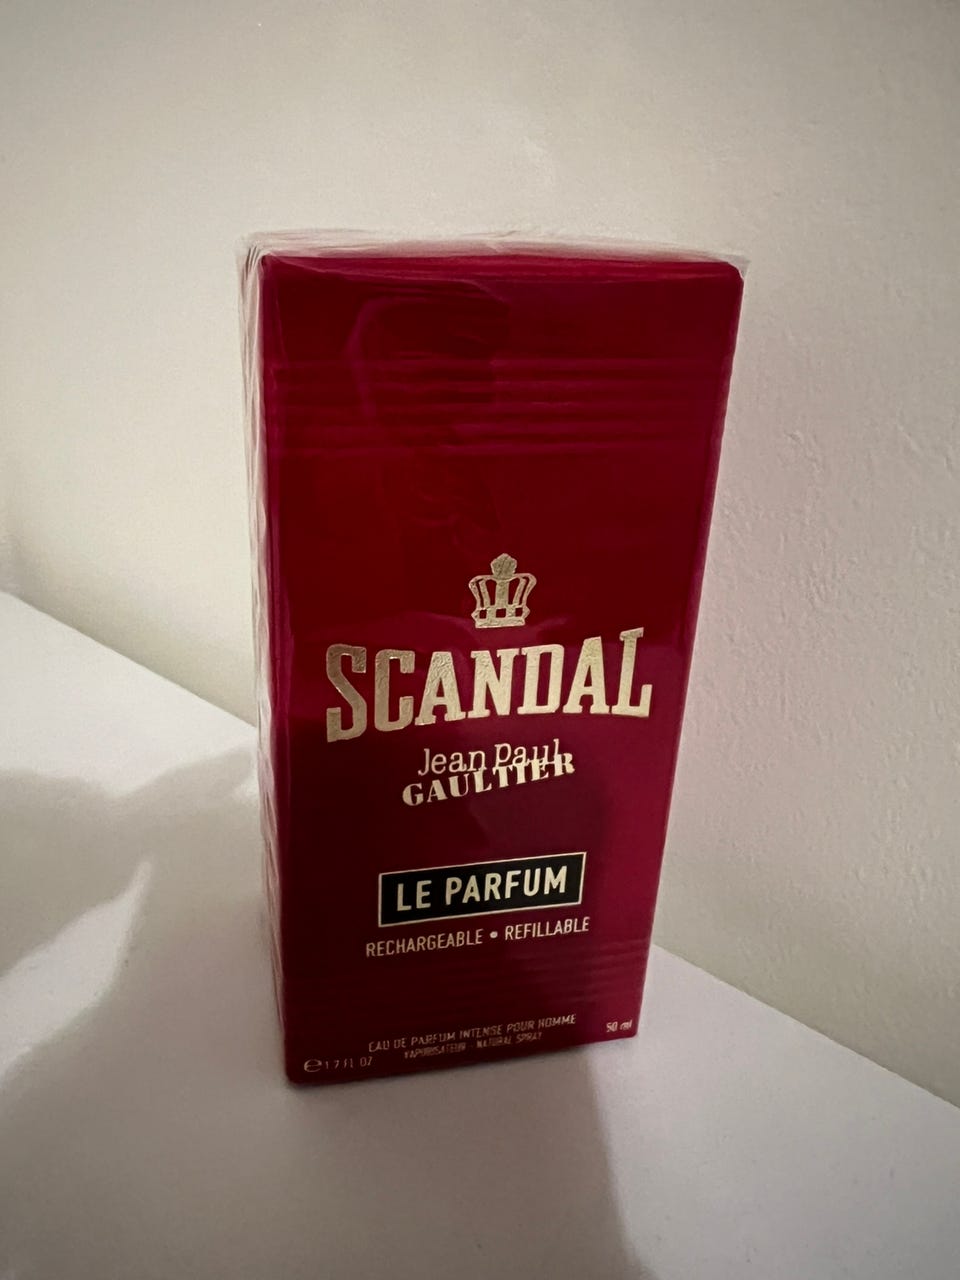 SCANDAL
Jean Paul
GAULTIER
LE PARFUM
RECHARGEABLE • REFILLABLE
EAU DE PARFUM INTENSE POUR HOMME
VAPORISATEUR - NATURAL SPRAY
50 ml
℮ 1.7 fl OZ